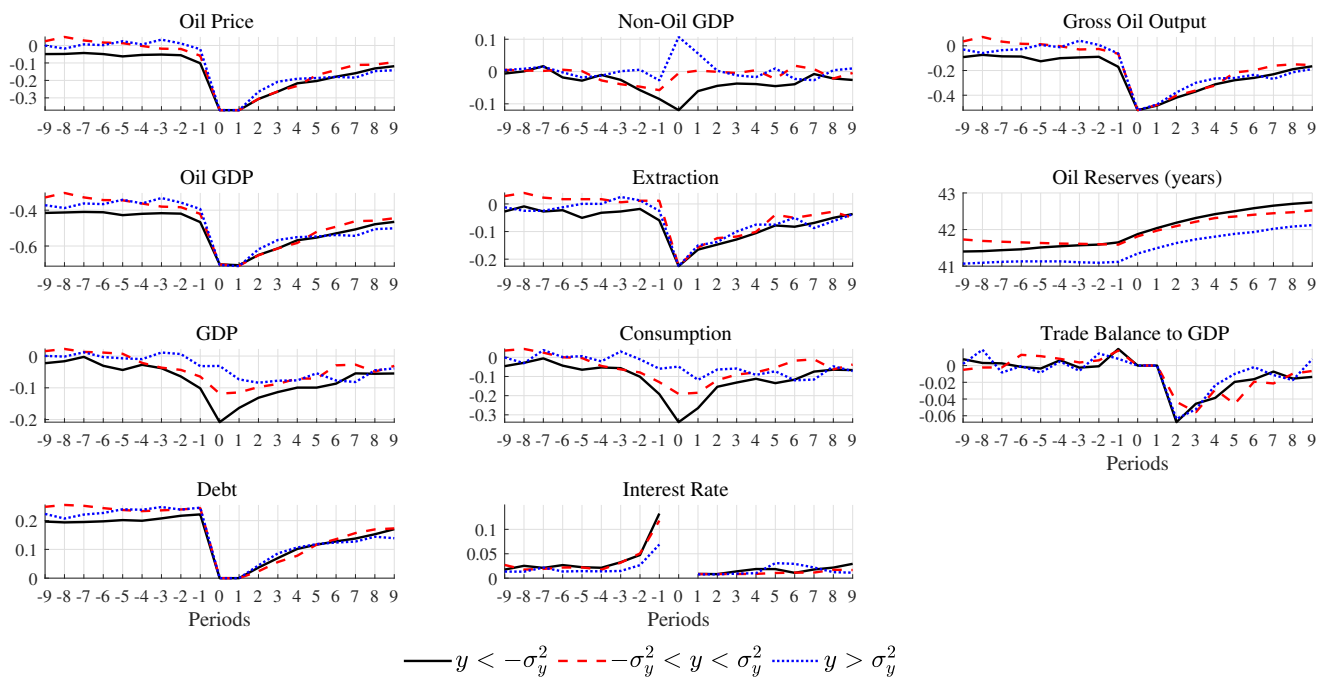 Oil Price
0
-0.1
-0.2
-0.3
-9 -8 -7 -6 -5 -4 -3 -2 -1 0 1 2 3 4 5 6 7 8 9
Non-Oil GDP
0.1
0
-0.1
-9 -8 -7 -6 -5 -4 -3 -2 -1 0 1 2 3 4 5 6 7 8 9
Gross Oil Output
0
-0.2
-0.4
-9 -8 -7 -6 -5 -4 -3 -2 -1 0 1 2 3 4 5 6 7 8 9
Oil GDP
-0.4
-0.6
-9 -8 -7 -6 -5 -4 -3 -2 -1 0 1 2 3 4 5 6 7 8 9
Extraction
0
-0.1
-0.2
-9 -8 -7 -6 -5 -4 -3 -2 -1 0 1 2 3 4 5 6 7 8 9
Oil Reserves (years)
43
42
41
-9 -8 -7 -6 -5 -4 -3 -2 -1 0 1 2 3 4 5 6 7 8 9
GDP
0
-0.1
-0.2
-9 -8 -7 -6 -5 -4 -3 -2 -1 0 1 2 3 4 5 6 7 8 9
Consumption
0
-0.1
-0.2
-0.3
-9 -8 -7 -6 -5 -4 -3 -2 -1 0 1 2 3 4 5 6 7 8 9
Trade Balance to GDP
0
-0.02
-0.04
-0.06
-9 -8 -7 -6 -5 -4 -3 -2 -1 0 1 2 3 4 5 6 7 8 9
Periods
Debt
0.2
0.1
0
-9 -8 -7 -6 -5 -4 -3 -2 -1 0 1 2 3 4 5 6 7 8 9
Periods
Interest Rate
0.1
0.05
0
-9 -8 -7 -6 -5 -4 -3 -2 -1 0 1 2 3 4 5 6 7 8 9
Periods
y < −σ_y^2 −σ_y^2 < y < σ_y^2 y > σ_y^2